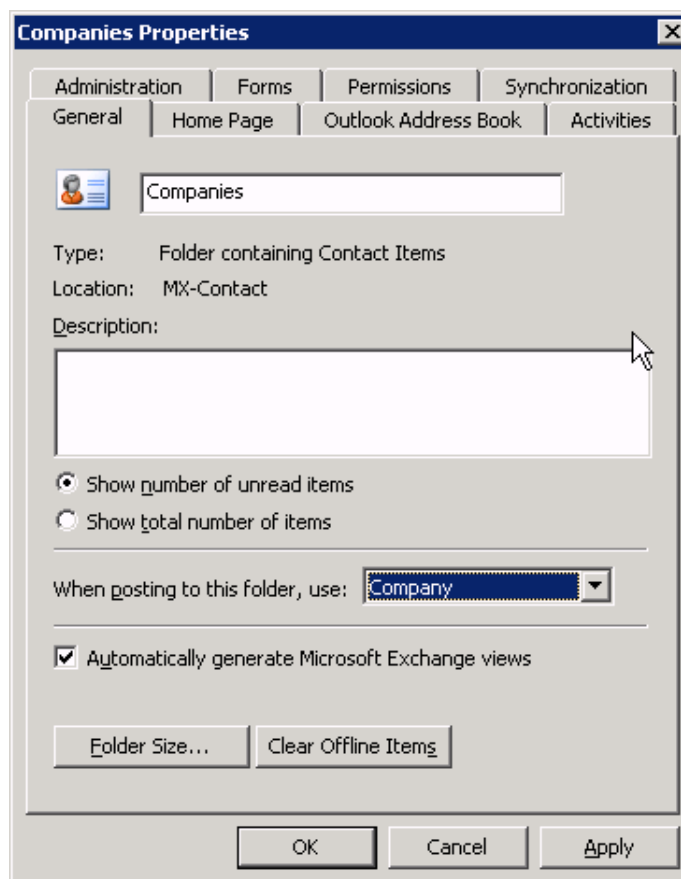 Companies Properties
Administration Forms Permissions Synchronization
General Home Page Outlook Address Book Activities
Companies
Type: Folder containing Contact Items
Location: MX-Contact
Description:
Show number of unread items
Show total number of items
When posting to this folder, use: Company
Automatically generate Microsoft Exchange views
Folder Size... Clear Offline Items
OK Cancel Apply